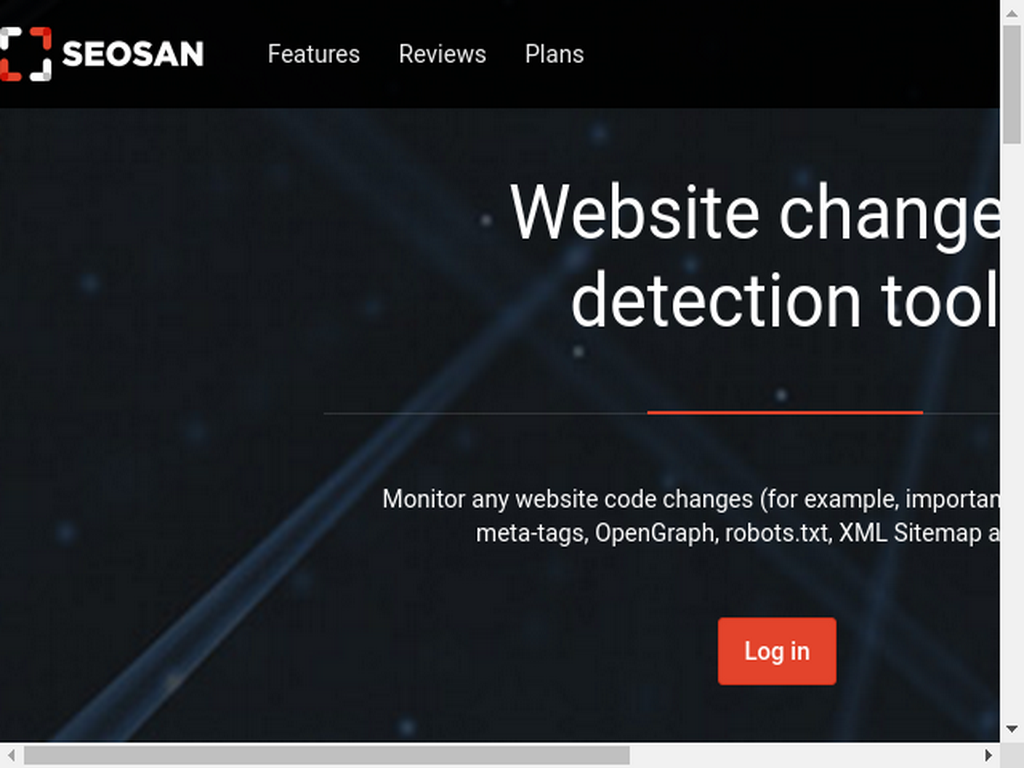 SEOSAN
Features Reviews Plans
Website change
detection tool
Monitor any website code changes (for example, importan
meta-tags, OpenGraph, robots.txt, XML Sitemap a
Log in